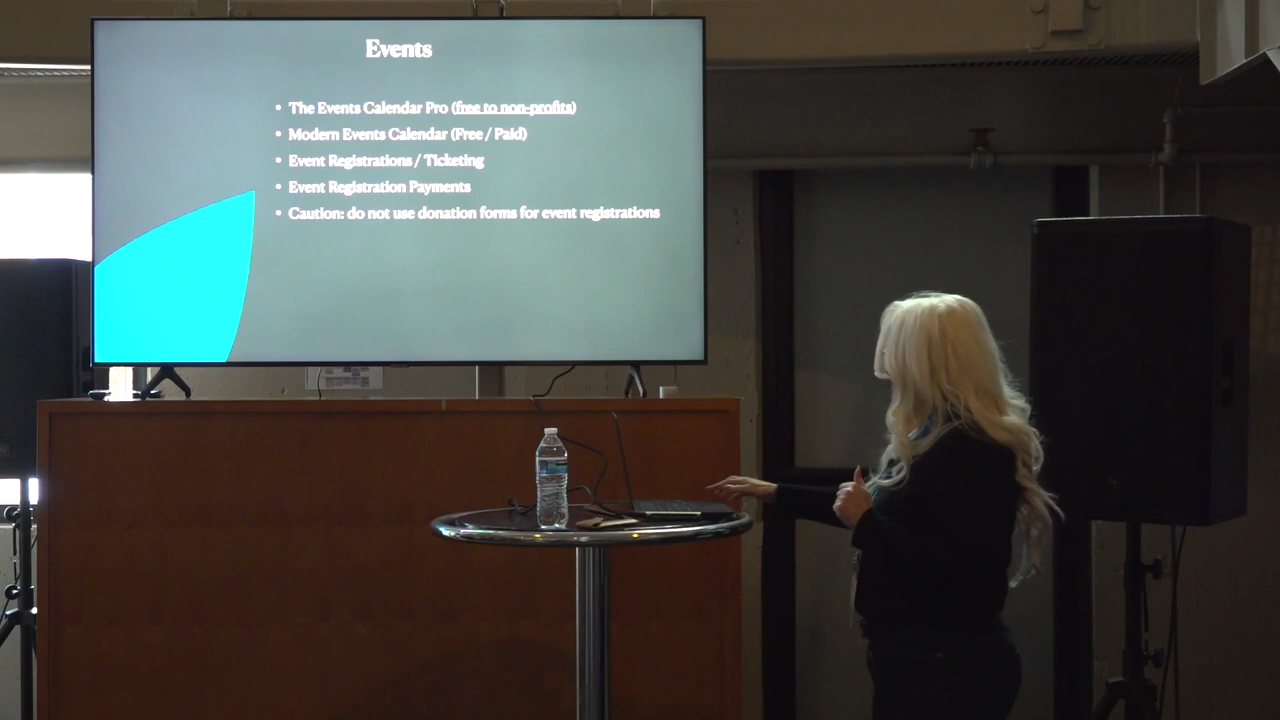 Events
• The Events Calendar Pro (free to non-profits)
• Modern Events Calendar (Free / Paid)
• Event Registrations / Ticketing
• Event Registration Payments
• Caution: do not use donation forms for event registrations